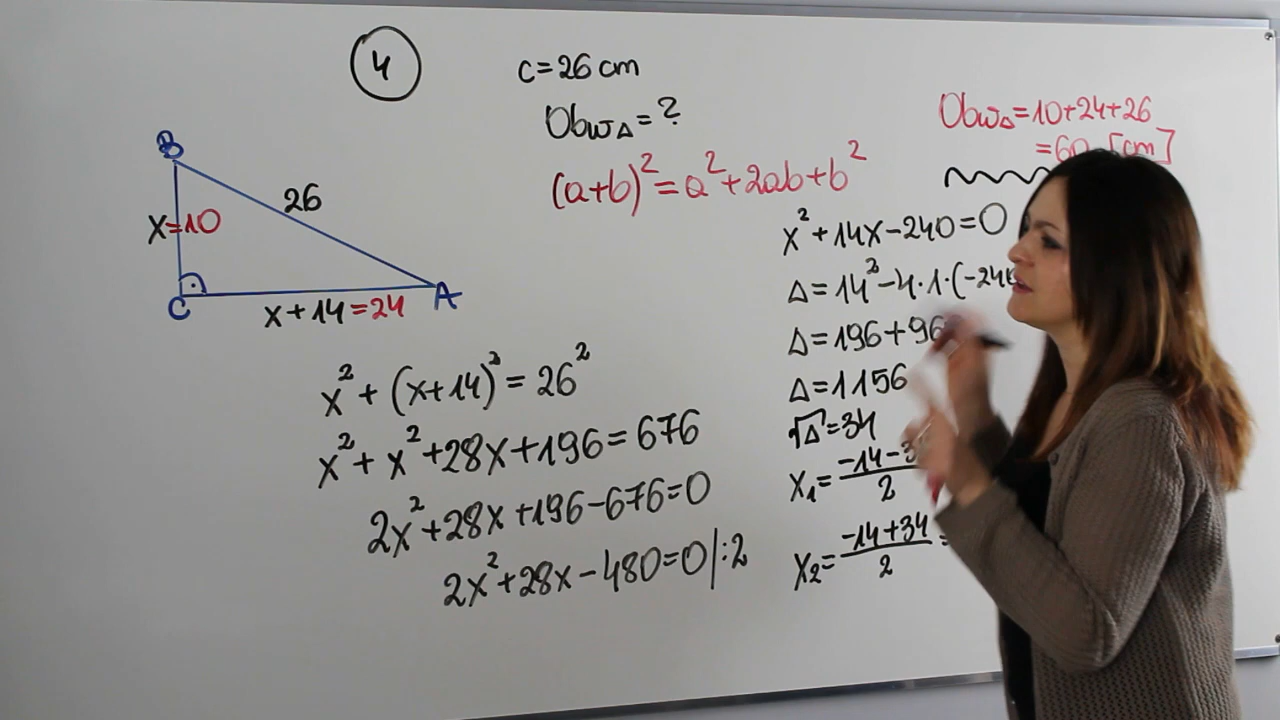 4
c=26 cm
Obw△=?
(a+b)²=a²+2ab+b²
Obw△=10+24+26
=60 [cm]
B
26
x=10
C
x+14=24
A
x²+(x+14)²=26²
x²+x²+28x+196=676
2x²+28x+196-676=0
2x²+28x-480=0|:2
x²+14x-240=0
△=14²-4·1·(-24
△=196+96
△=1156
√△=34
x₁=(-14-3)/2
x₂=(-14+34)/2=